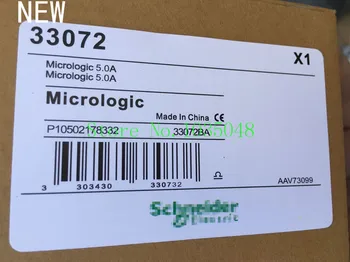 NEW
33072
X1
Micrologic 5.0A
Micrologic 5.0A
Micrologic
Made In China CE
P10502178332
33072BA
3 303430 330732
AAV73099
Schneider
Electric